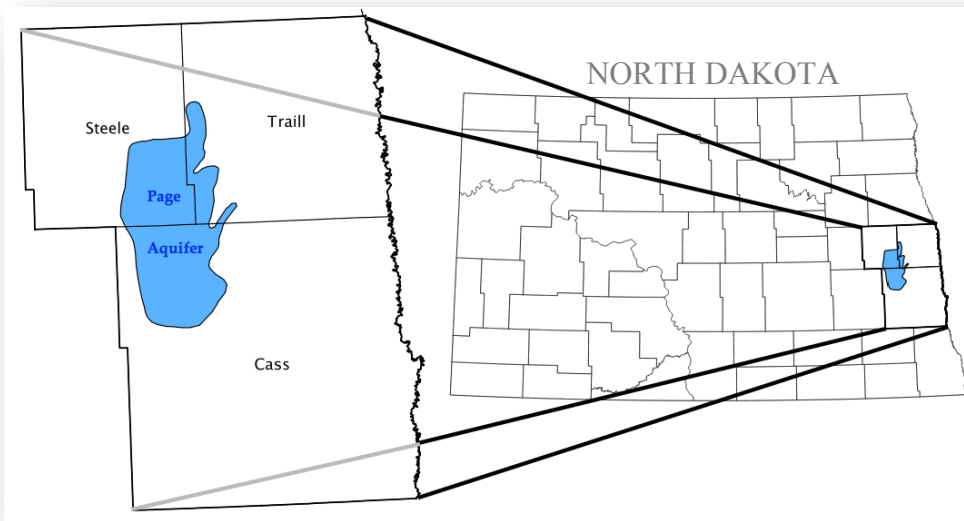 NORTH DAKOTA
Steele
Traill
Page
Aquifer
Cass